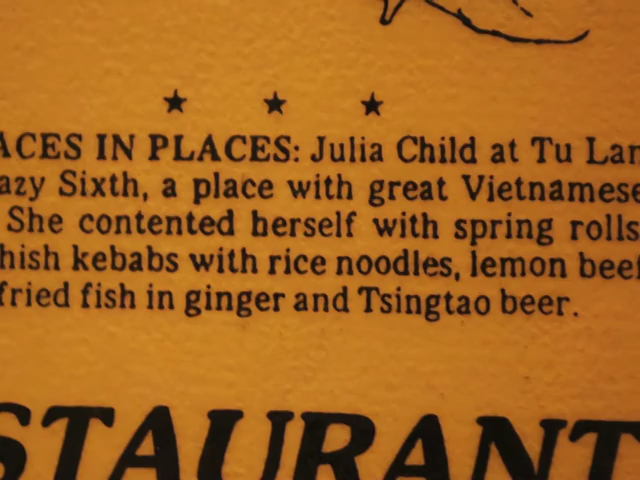 ★ ★ ★
ACES IN PLACES: Julia Child at Tu Lan
azy Sixth, a place with great Vietnamese
She contented herself with spring rolls
hish kebabs with rice noodles, lemon beef
fried fish in ginger and Tsingtao beer.
STAURANT